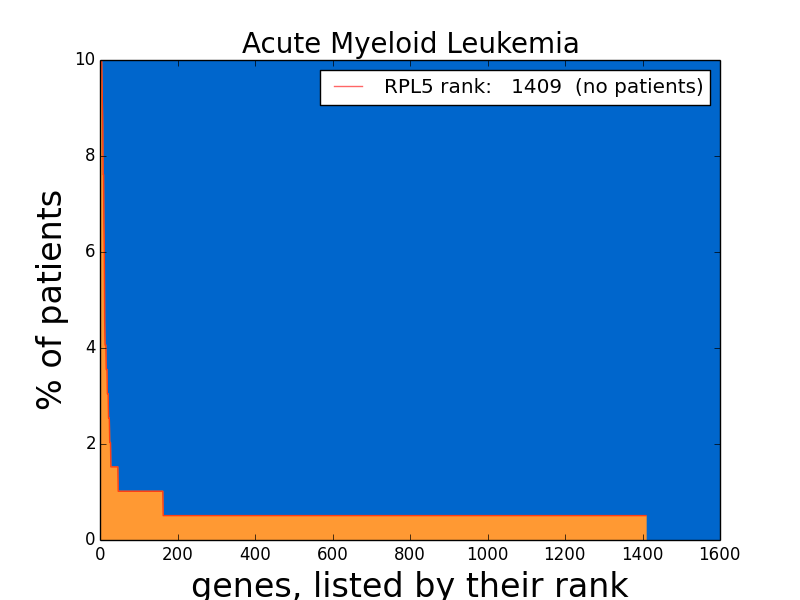 Acute Myeloid Leukemia
RPL5 rank: 1409 (no patients)
% of patients
10
8
6
4
2
0
0 200 400 600 800 1000 1200 1400 1600
genes, listed by their rank